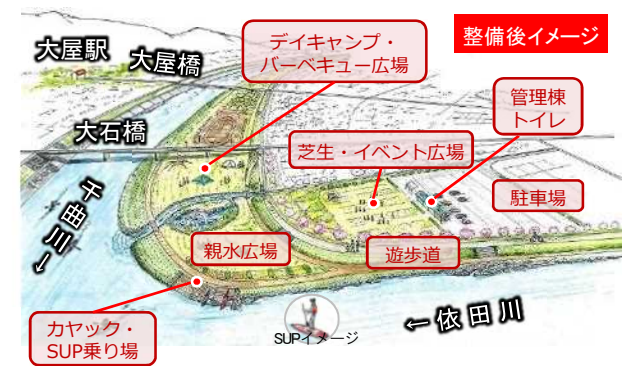 整備後イメージ
デイキャンプ・
バーベキュー広場
大屋駅
大屋橋
管理棟
トイレ
大石橋
芝生・イベント広場
駐車場
千曲川
↓
親水広場
遊歩道
カヤック・
SUP乗り場
SUPイメージ
←依田川